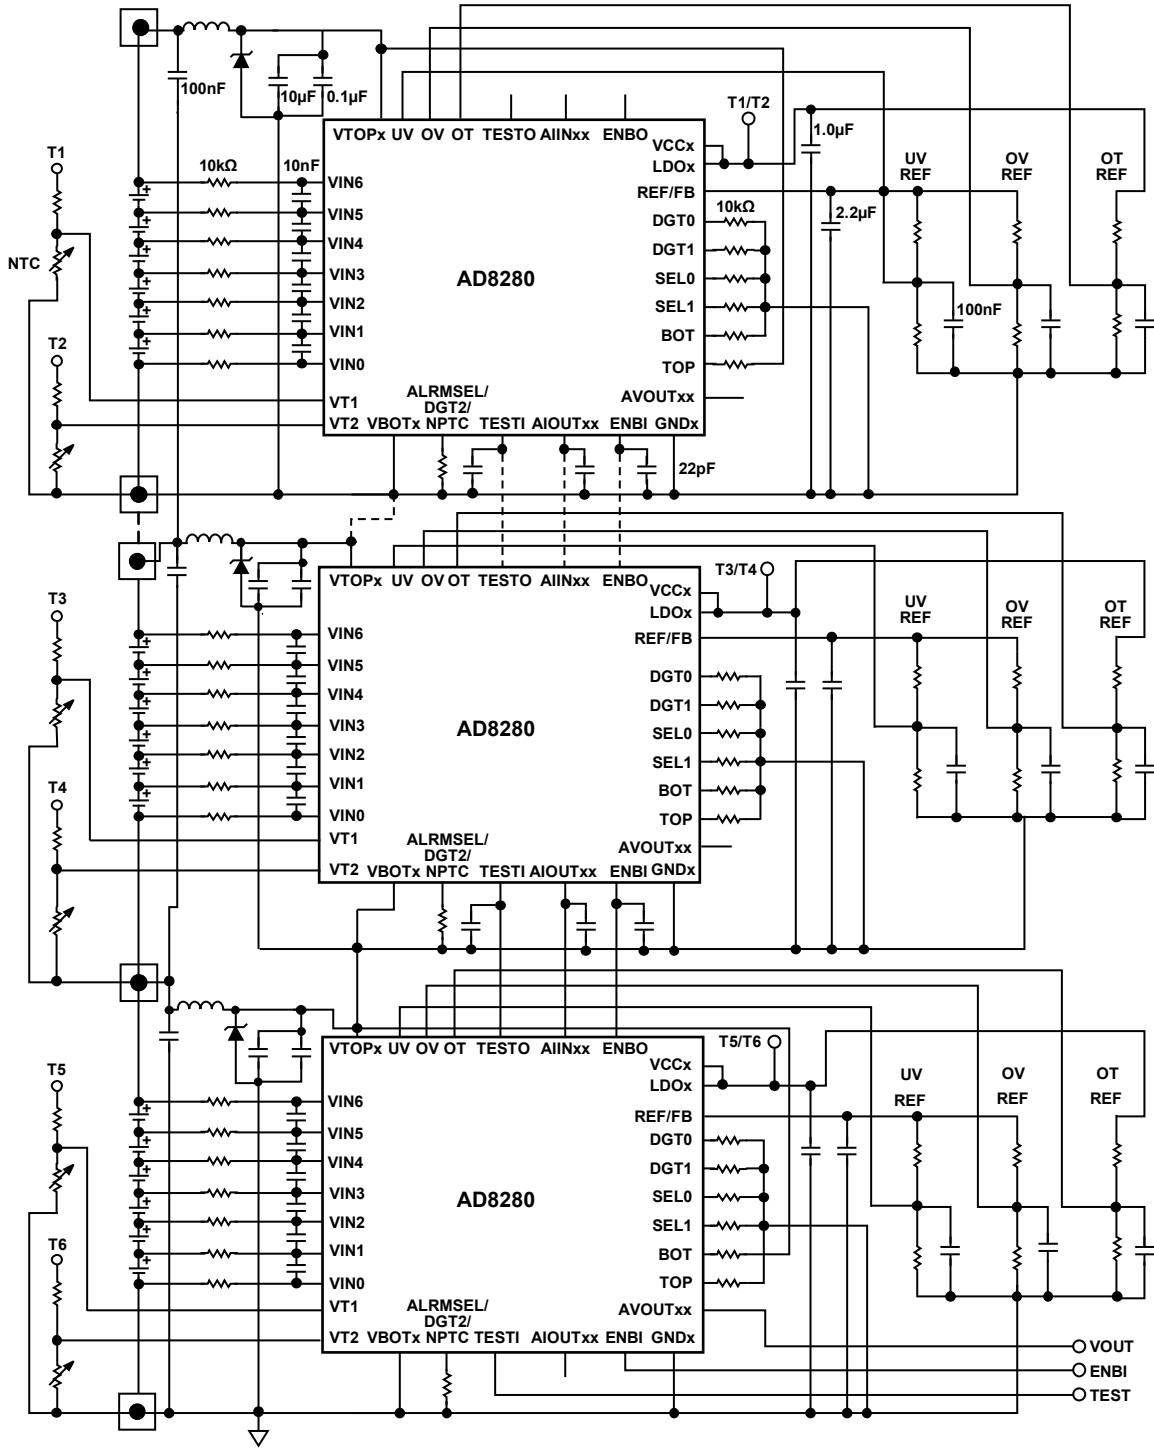 100nF
10µF 0.1µF
VTOPx UV OV OT TESTO AIINxx ENBO
T1/T2
1.0µF
VCCx
LDOx
UV
REF
OV
REF
OT
REF
T1
10kΩ
10nF
VIN6
REF/FB
VIN5
10kΩ
DGT0
2.2µF
NTC
VIN4
DGT1
VIN3
AD8280
SEL0
VIN2
SEL1
100nF
T2
VIN1
BOT
VIN0
TOP
VT1
ALRMSEL/
DGT2/
AVOUTxx
VT2 VBOTx NPTC TESTI AIOUTxx ENBI GNDx
22pF
VTOPx UV OV OT TESTO AIINxx ENBO
T3/T4
VCCx
LDOx
T3
UV
REF
OV
REF
OT
REF
VIN6
REF/FB
VIN5
DGT0
VIN4
DGT1
VIN3
AD8280
SEL0
VIN2
SEL1
T4
VIN1
BOT
VIN0
TOP
VT1
ALRMSEL/
DGT2/
AVOUTxx
VT2 VBOTx NPTC TESTI AIOUTxx ENBI GNDx
VTOPx UV OV OT TESTO AIINxx ENBO
T5/T6
VCCx
LDOx
T5
UV
REF
OV
REF
OT
REF
VIN6
REF/FB
VIN5
DGT0
VIN4
DGT1
VIN3
AD8280
SEL0
VIN2
SEL1
T6
VIN1
BOT
VIN0
TOP
VT1
ALRMSEL/
DGT2/
AVOUTxx
VT2 VBOTx NPTC TESTI AIOUTxx ENBI GNDx
VOUT
ENBI
TEST